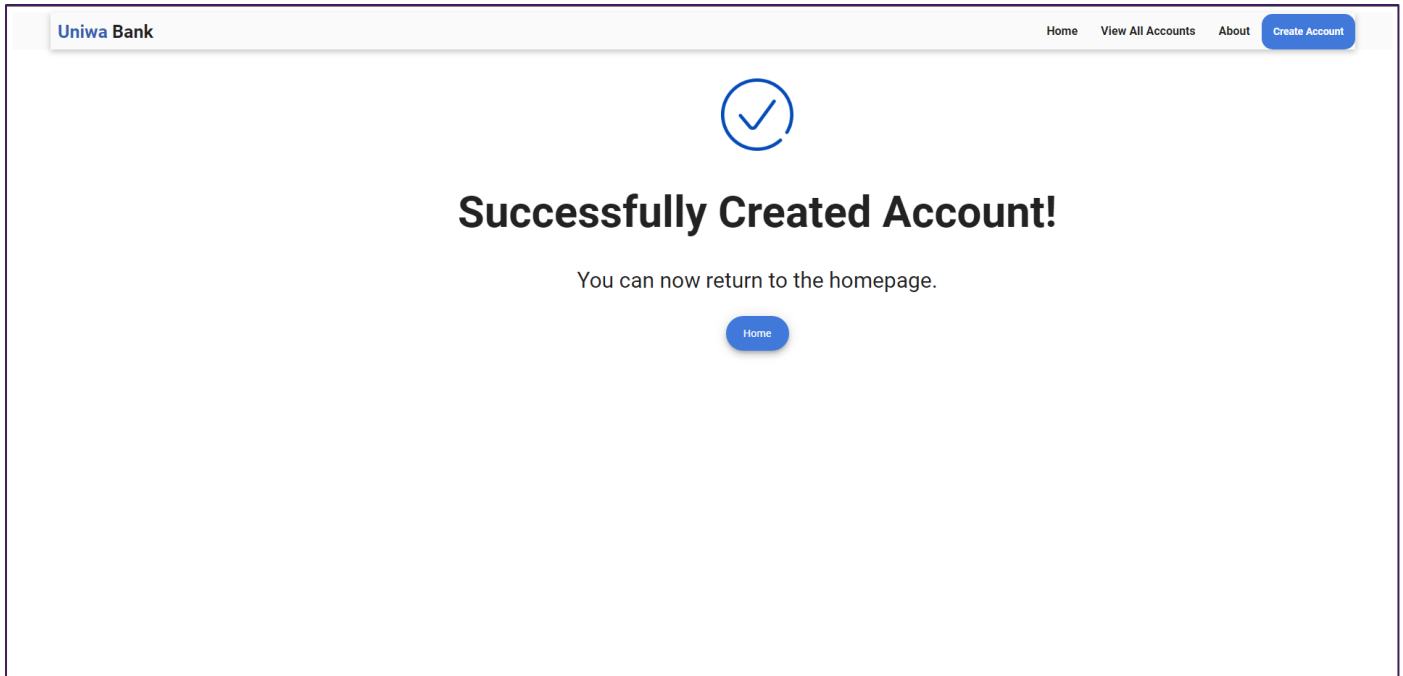 Uniwa Bank Home View All Accounts About Create Account
Successfully Created Account!
You can now return to the homepage.
Home